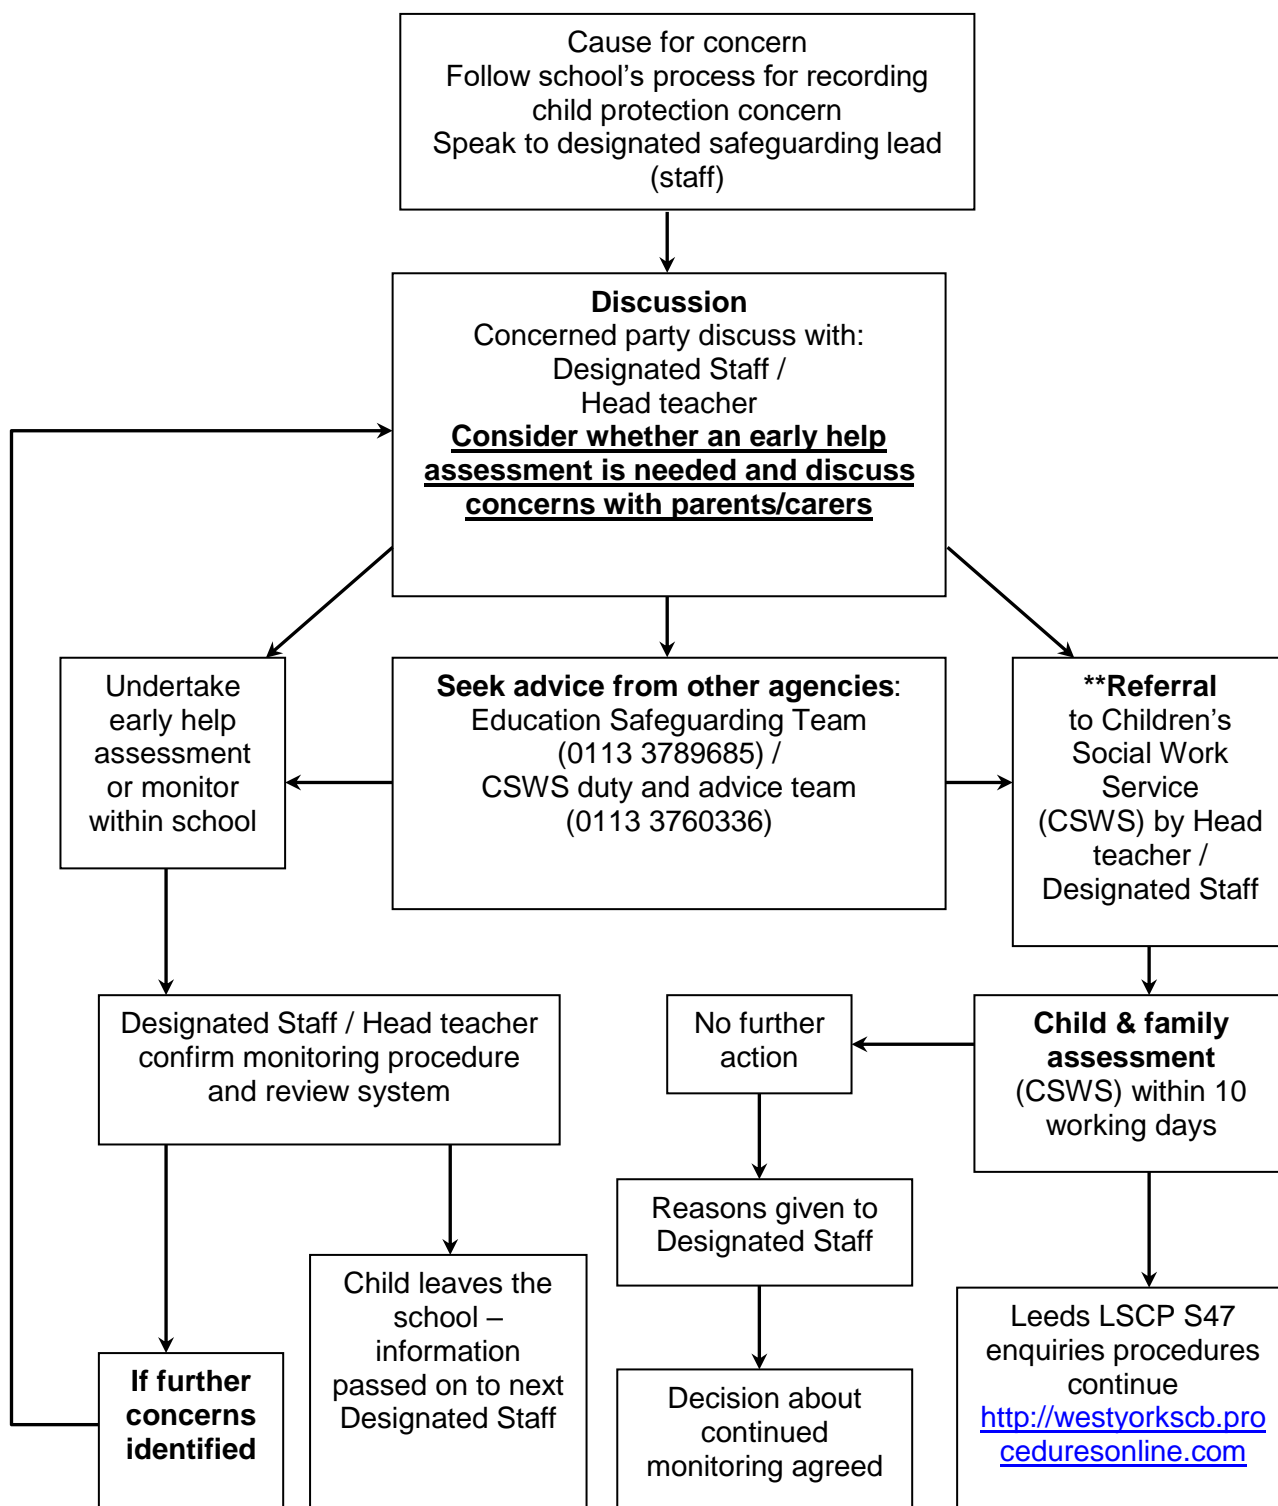 Cause for concern
Follow school’s process for recording
child protection concern
Speak to designated safeguarding lead
(staff)
Discussion
Concerned party discuss with:
Designated Staff /
Head teacher
Consider whether an early help
assessment is needed and discuss
concerns with parents/carers
Undertake
early help
assessment
or monitor
within school
Seek advice from other agencies:
Education Safeguarding Team
(0113 3789685) /
CSWS duty and advice team
(0113 3760336)
**Referral
to Children’s
Social Work
Service
(CSWS) by Head
teacher /
Designated Staff
Designated Staff / Head teacher
confirm monitoring procedure
and review system
No further
action
Child & family
assessment
(CSWS) within 10
working days
Reasons given to
Designated Staff
If further
concerns
identified
Child leaves the
school –
information
passed on to next
Designated Staff
Decision about
continued
monitoring agreed
Leeds LSCP S47
enquiries procedures
continue
http://westyorkscb.pro
ceduresonline.com